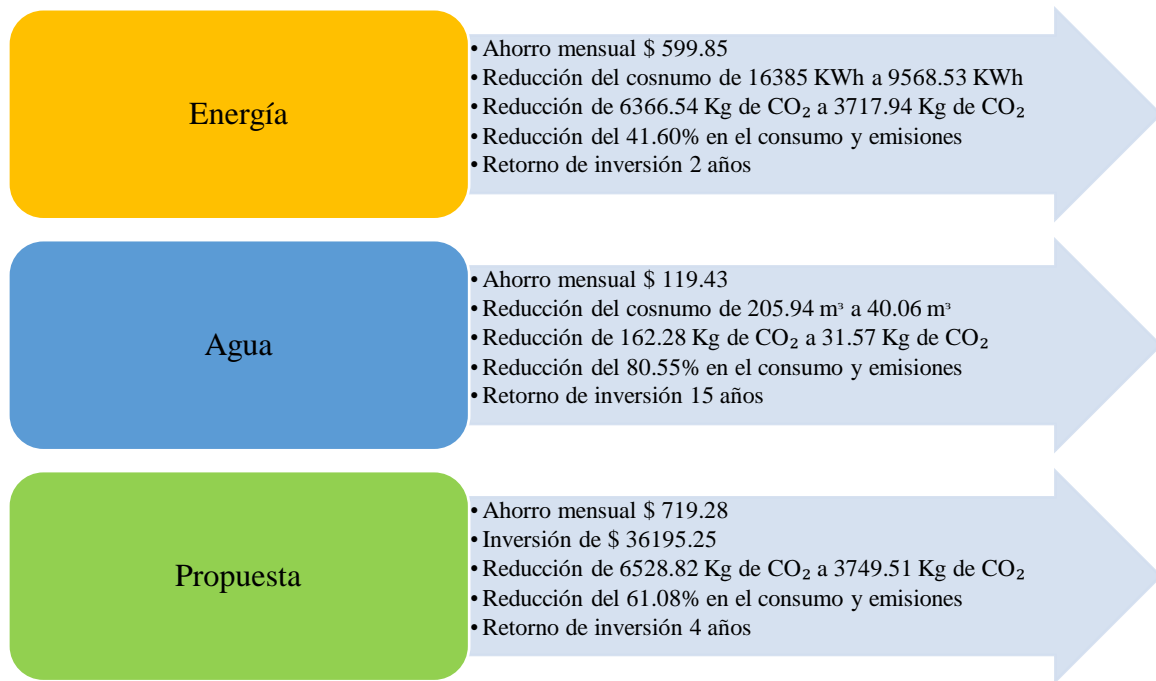 Energía
• Ahorro mensual $ 599.85
• Reducción del cosnumo de 16385 KWh a 9568.53 KWh
• Reducción de 6366.54 Kg de CO₂ a 3717.94 Kg de CO₂
• Reducción del 41.60% en el consumo y emisiones
• Retorno de inversión 2 años
Agua
• Ahorro mensual $ 119.43
• Reducción del cosnumo de 205.94 m³ a 40.06 m³
• Reducción de 162.28 Kg de CO₂ a 31.57 Kg de CO₂
• Reducción del 80.55% en el consumo y emisiones
• Retorno de inversión 15 años
Propuesta
• Ahorro mensual $ 719.28
• Inversión de $ 36195.25
• Reducción de 6528.82 Kg de CO₂ a 3749.51 Kg de CO₂
• Reducción del 61.08% en el consumo y emisiones
• Retorno de inversión 4 años